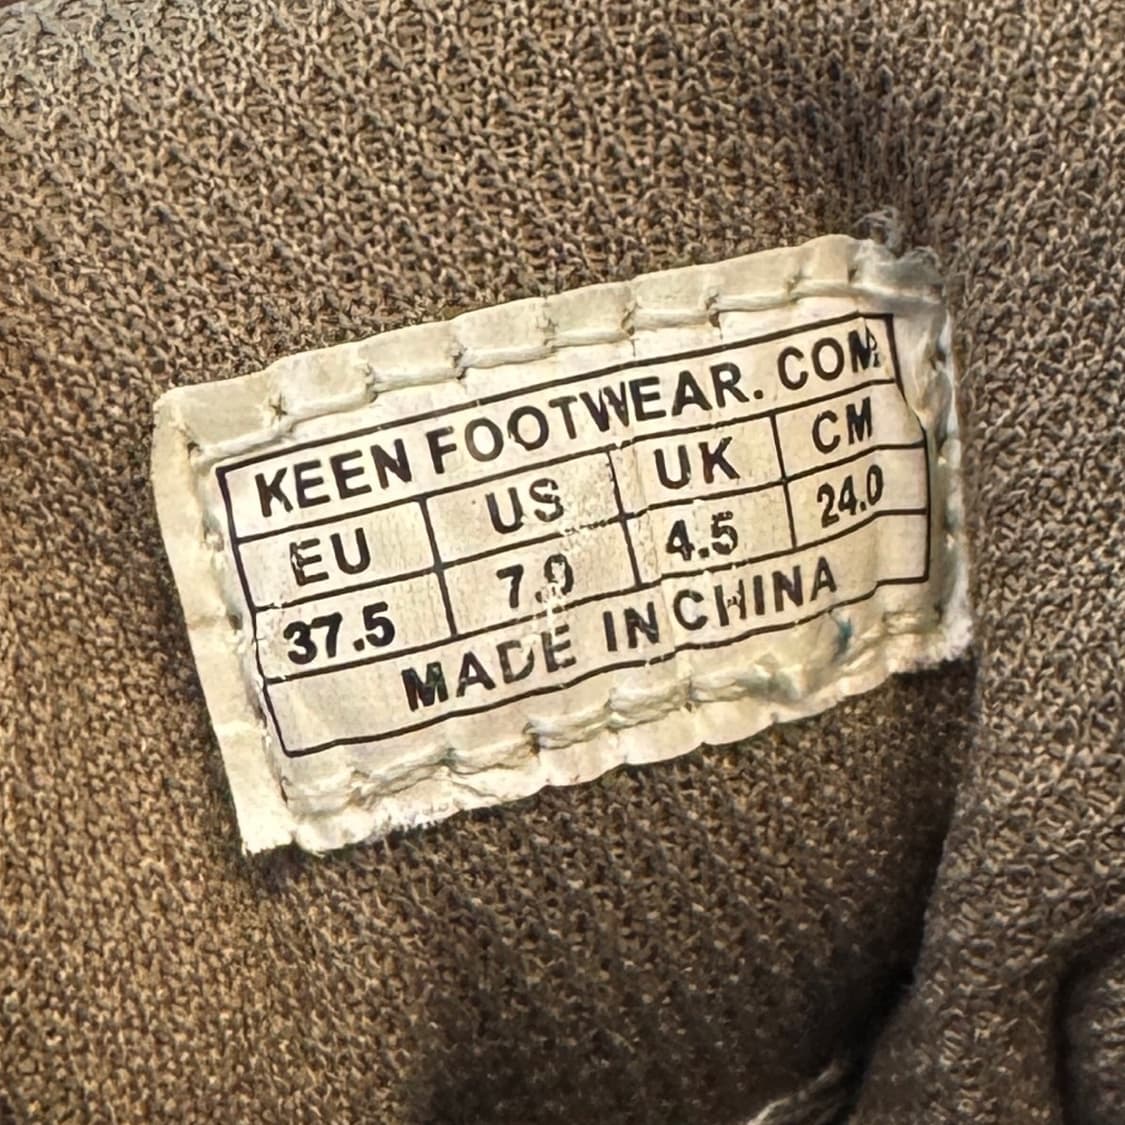 KEEN FOOTWEAR. COM
EU US UK CM
37.5 7.0 4.5 24.0
MADE IN CHINA